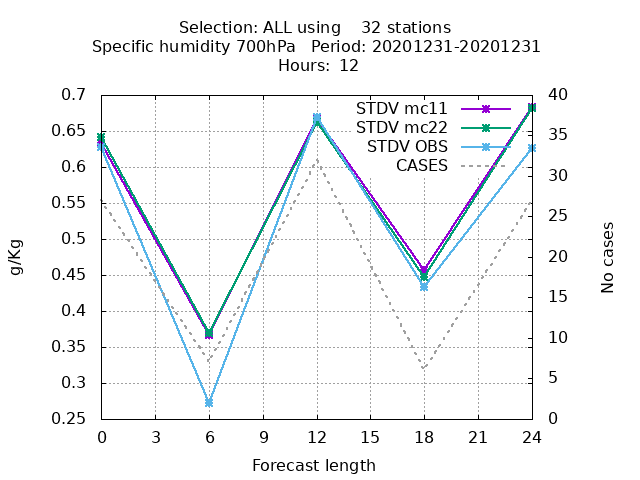 Selection: ALL using    32 stations
Specific humidity 700hPa   Period: 20201231-20201231
Hours: 12
0.7
0.65
0.6
0.55
0.5
0.45
0.4
0.35
0.3
0.25
g/Kg
STDV mc11
STDV mc22
STDV OBS
CASES
40
35
30
25
20
15
10
5
0
No cases
0 3 6 9 12 15 18 21 24
Forecast length